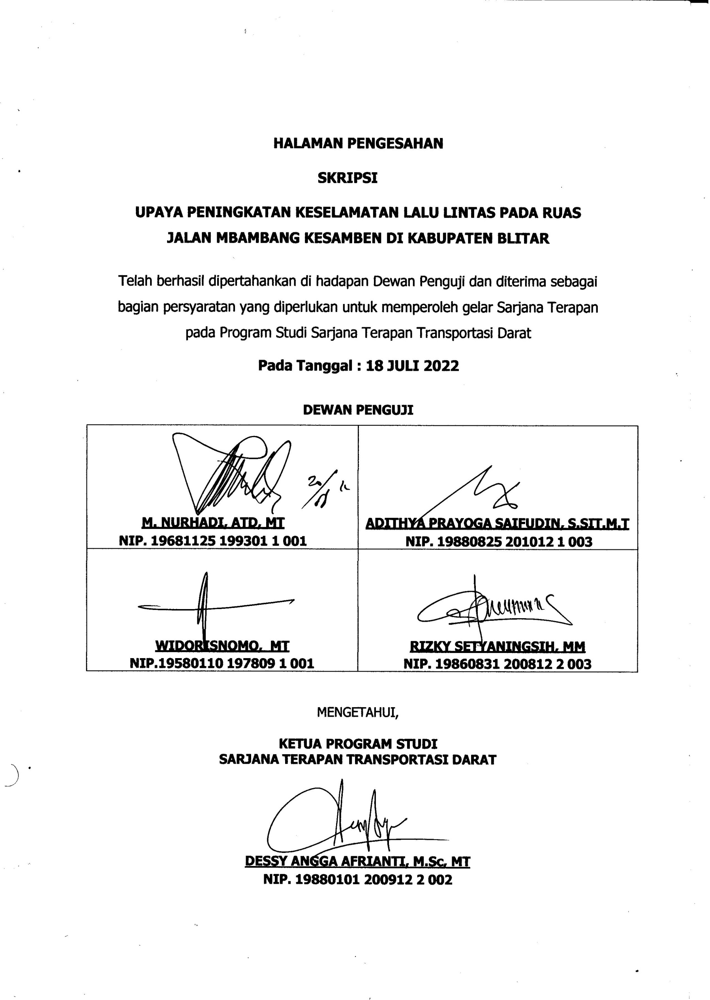 HALAMAN PENGESAHAN
SKRIPSI
UPAYA PENINGKATAN KESELAMATAN LALU LINTAS PADA RUAS
JALAN MBAMBANG KESAMBEN DI KABUPATEN BLITAR
Telah berhasil dipertahankan di hadapan Dewan Penguji dan diterima sebagai
bagian persyaratan yang diperlukan untuk memperoleh gelar Sarjana Terapan
pada Program Studi Sarjana Terapan Transportasi Darat
Pada Tanggal : 18 JULI 2022
DEWAN PENGUJI
M. NURHADI, ATD, MT
NIP. 19681125 199301 1 001
ADITHYA PRAYOGA SAIFUDIN, S.SIT.M.T
NIP. 19880825 201012 1 003
WIDORISNOMO, MT
NIP.19580110 197809 1 001
RIZKY SETYANINGSIH, MM
NIP. 19860831 200812 2 003
MENGETAHUI,
KETUA PROGRAM STUDI
SARJANA TERAPAN TRANSPORTASI DARAT
DESSY ANGGA AFRIANTI, M.Sc, MT
NIP. 19880101 200912 2 002